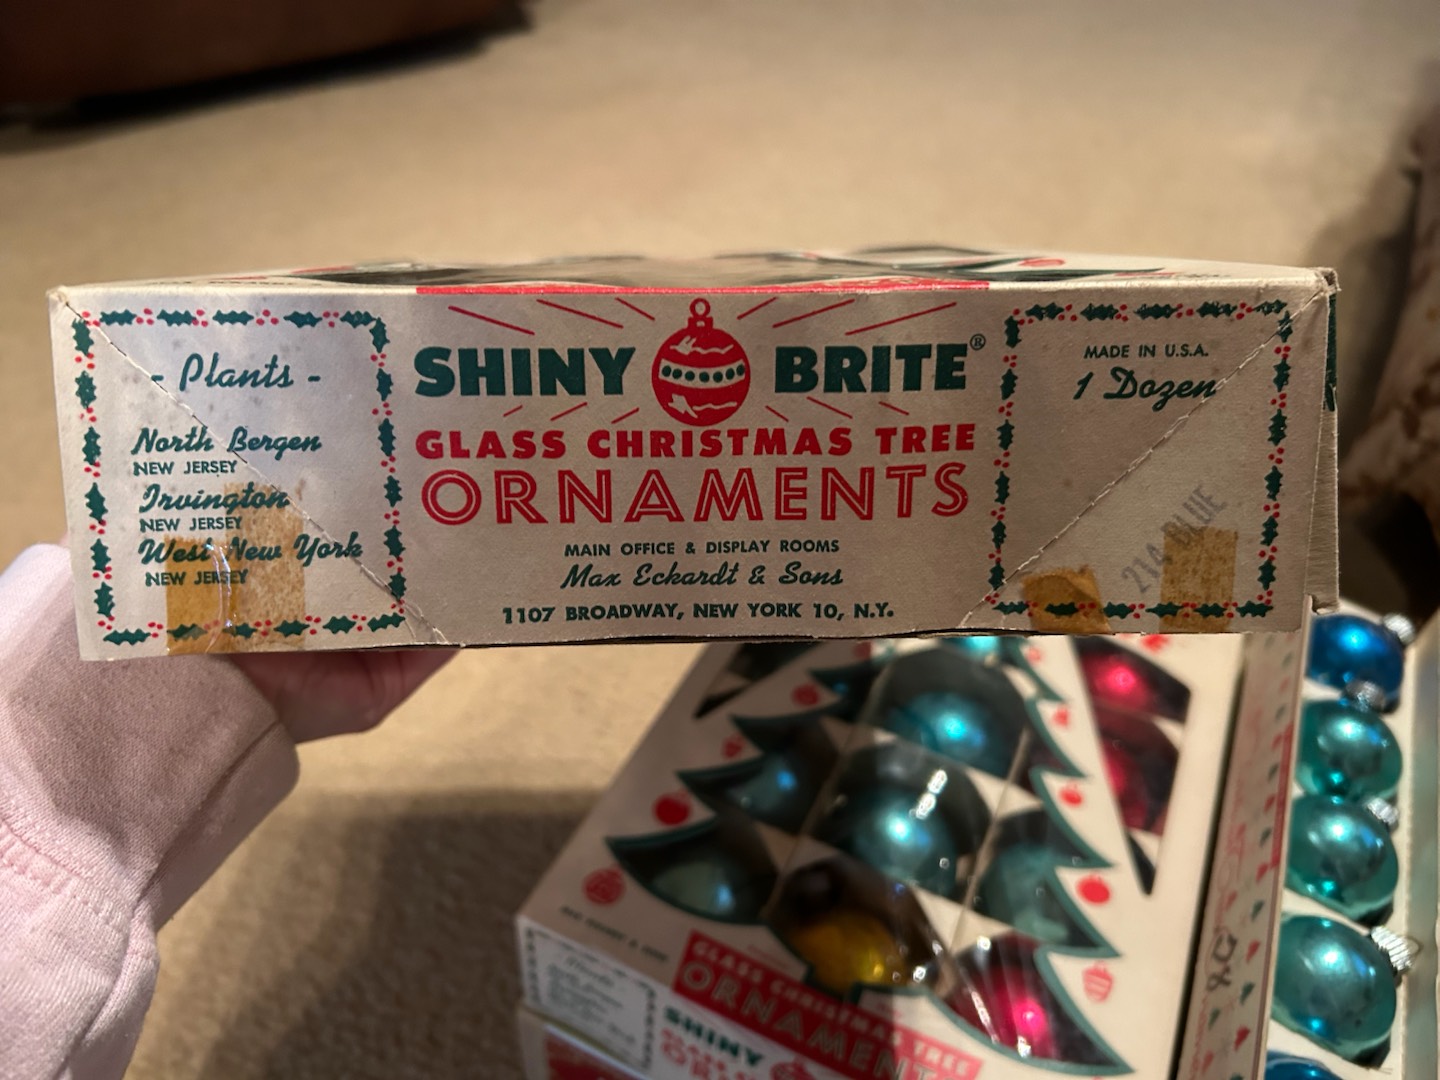 - Plants -
North Bergen
NEW JERSEY
Irvington
NEW JERSEY
West New York
NEW JERSEY
SHINY BRITE®
GLASS CHRISTMAS TREE
ORNAMENTS
MAIN OFFICE & DISPLAY ROOMS
Max Eckardt & Sons
1107 BROADWAY, NEW YORK 10, N.Y.
MADE IN U.S.A.
1 Dozen
214 BLUE
GLASS CHRISTMAS TREE
ORNAMENTS
SHINY